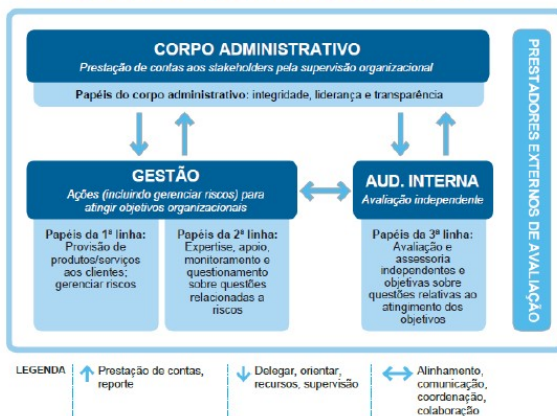 CORPO ADMINISTRATIVO
Prestação de contas aos stakeholders pela supervisão organizacional
Papéis do corpo administrativo: integridade, liderança e transparência
GESTÃO
Ações (incluindo gerenciar riscos) para
atingir objetivos organizacionais
Papéis da 1ª linha:
Provisão de
produtos/serviços
aos clientes;
gerenciar riscos
Papéis da 2ª linha:
Expertise, apoio,
monitoramento e
questionamento
sobre questões
relacionadas a
riscos
AUD. INTERNA
Avaliação independente
Papéis da 3ª linha:
Avaliação e
assessoria
independentes e
objetivas sobre
questões relativas ao
atingimento dos
objetivos
PRESTADORES EXTERNOS DE AVALIAÇÃO
LEGENDA
Prestação de contas,
reporte
Delegar, orientar,
recursos, supervisão
Alinhamento,
comunicação,
coordenação,
colaboração